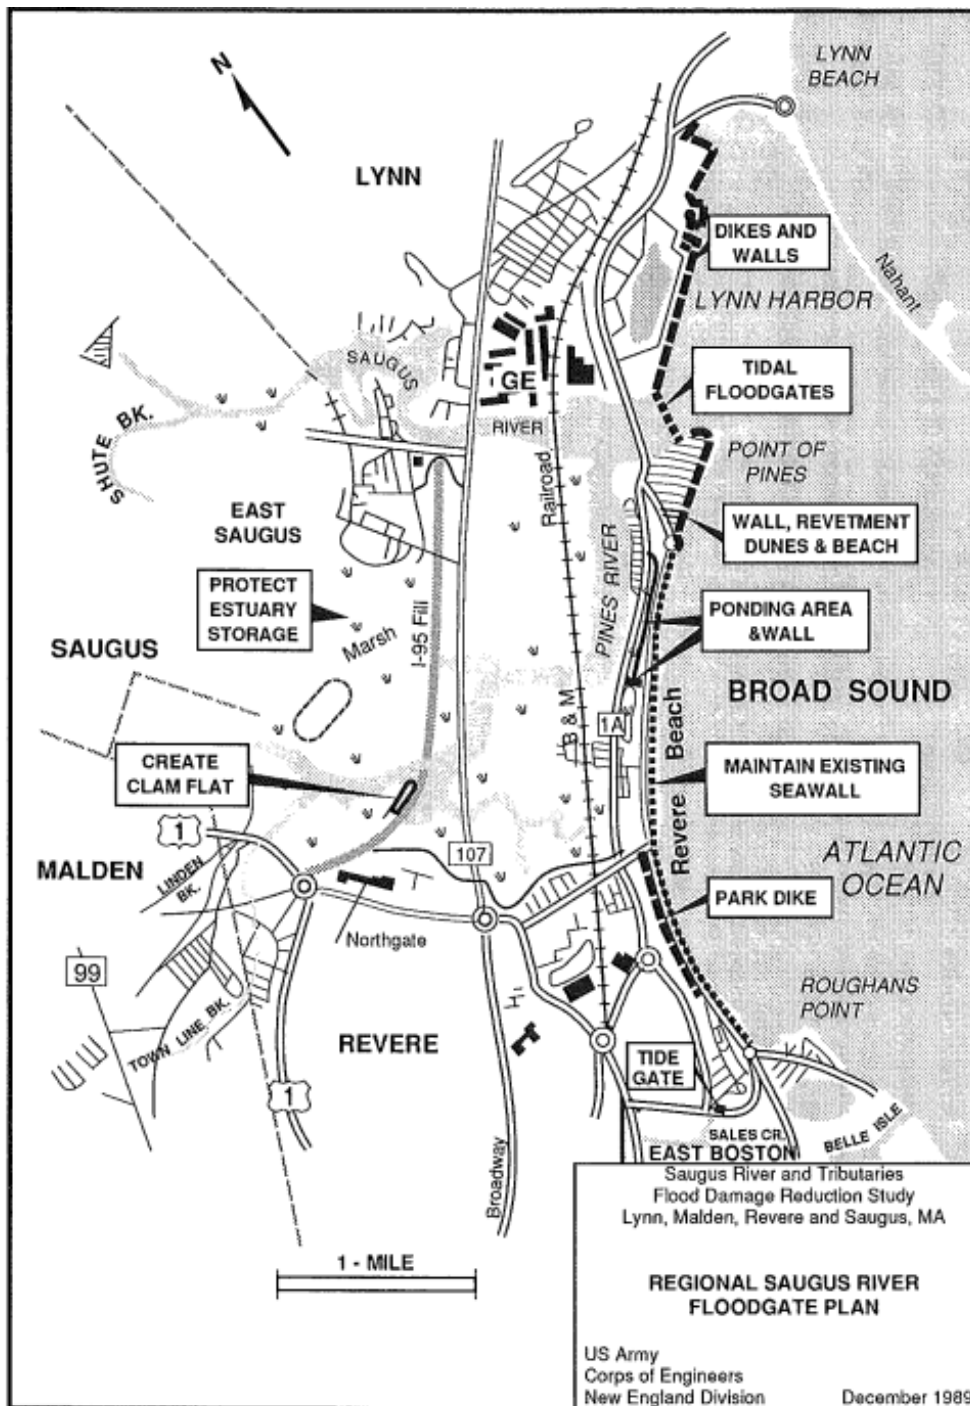 LYNN
BEACH
N
LYNN
DIKES AND
WALLS
LYNN HARBOR
Nahant
SAUGUS
GE
TIDAL
FLOODGATES
RIVER
SHUTE BK.
POINT OF
PINES
Railroad
EAST
SAUGUS
WALL, REVETMENT
DUNES & BEACH
PINES RIVER
PROTECT
ESTUARY
STORAGE
I-95 Fill
PONDING AREA
&WALL
Marsh
SAUGUS
BROAD SOUND
B & M
1A
Revere Beach
CREATE
CLAM FLAT
MAINTAIN EXISTING
SEAWALL
1
107
MALDEN
LINDEN
BK.
ATLANTIC
OCEAN
PARK DIKE
Northgate
99
ROUGHANS
POINT
TOWN LINE BK.
REVERE
TIDE
GATE
1
SALES CR.
BELLE ISLE
EAST BOSTON
Broadway
1 - MILE
Saugus River and Tributaries
Flood Damage Reduction Study
Lynn, Malden, Revere and Saugus, MA
REGIONAL SAUGUS RIVER
FLOODGATE PLAN
US Army
Corps of Engineers
New England Division
December 1989